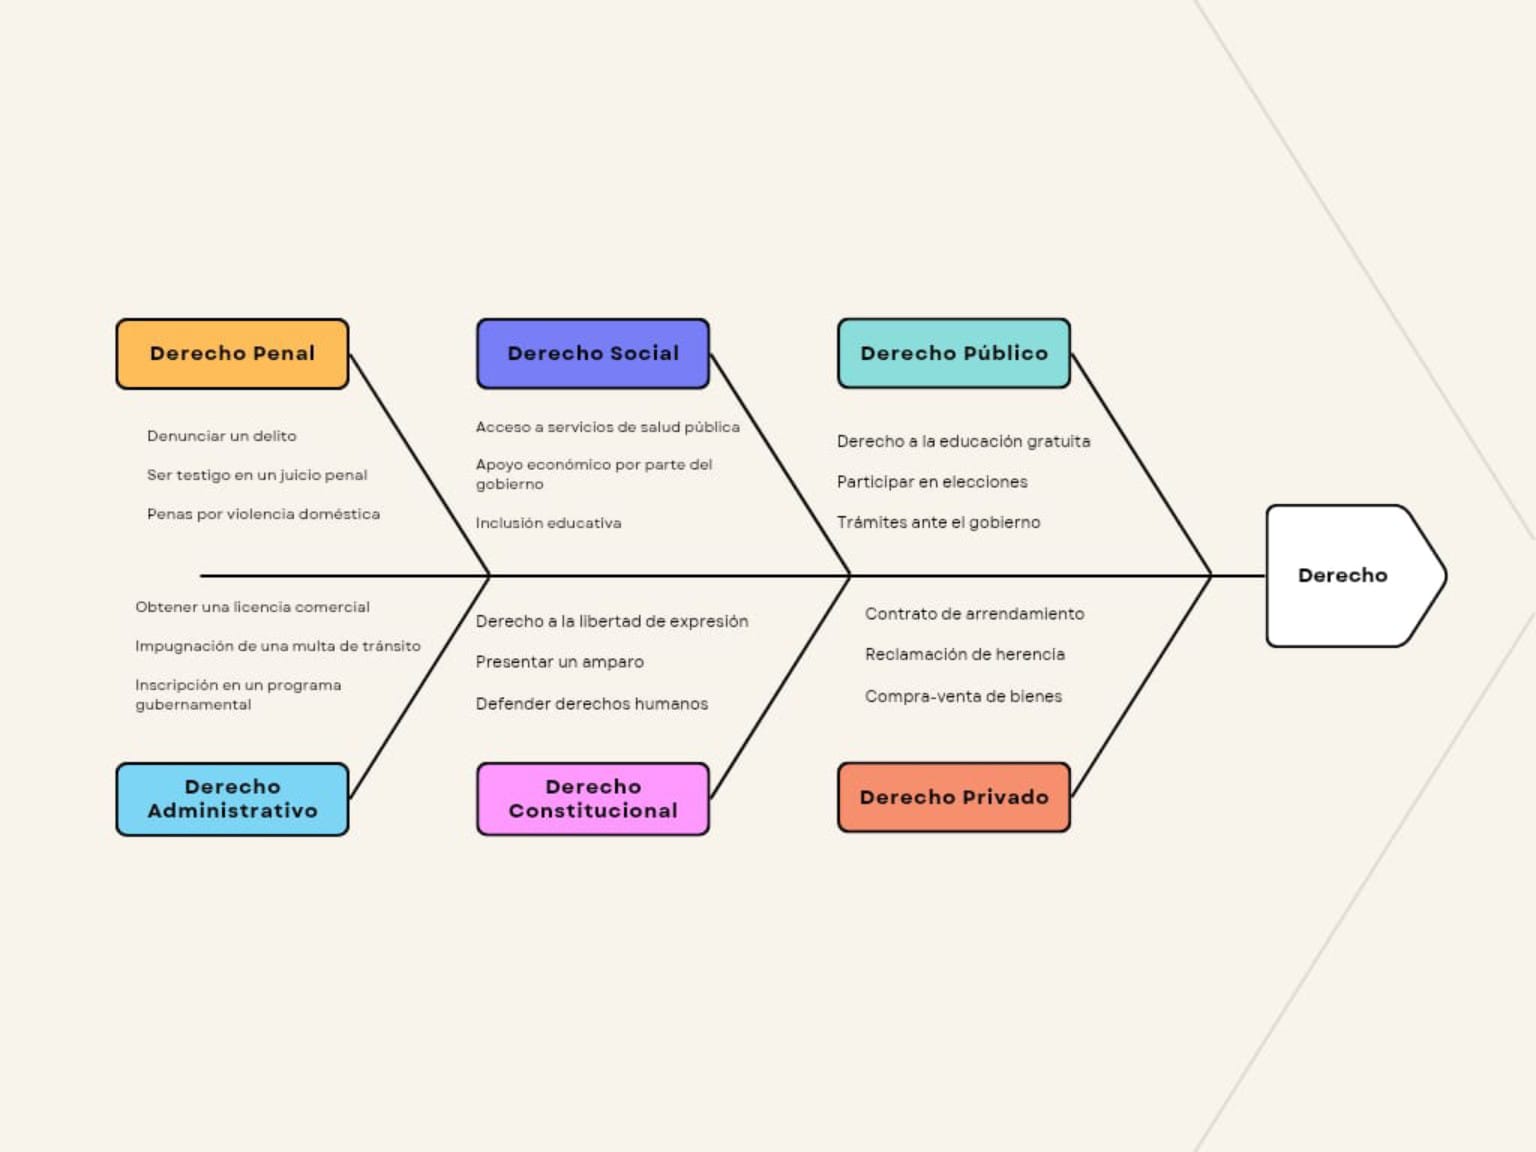 Derecho Penal
Denunciar un delito
Ser testigo en un juicio penal
Penas por violencia doméstica
Derecho Social
Acceso a servicios de salud pública
Apoyo económico por parte del
gobierno
Inclusión educativa
Derecho Público
Derecho a la educación gratuita
Participar en elecciones
Trámites ante el gobierno
Derecho
Obtener una licencia comercial
Impugnación de una multa de tránsito
Inscripción en un programa
gubernamental
Derecho
Administrativo
Derecho a la libertad de expresión
Presentar un amparo
Defender derechos humanos
Derecho
Constitucional
Contrato de arrendamiento
Reclamación de herencia
Compra-venta de bienes
Derecho Privado